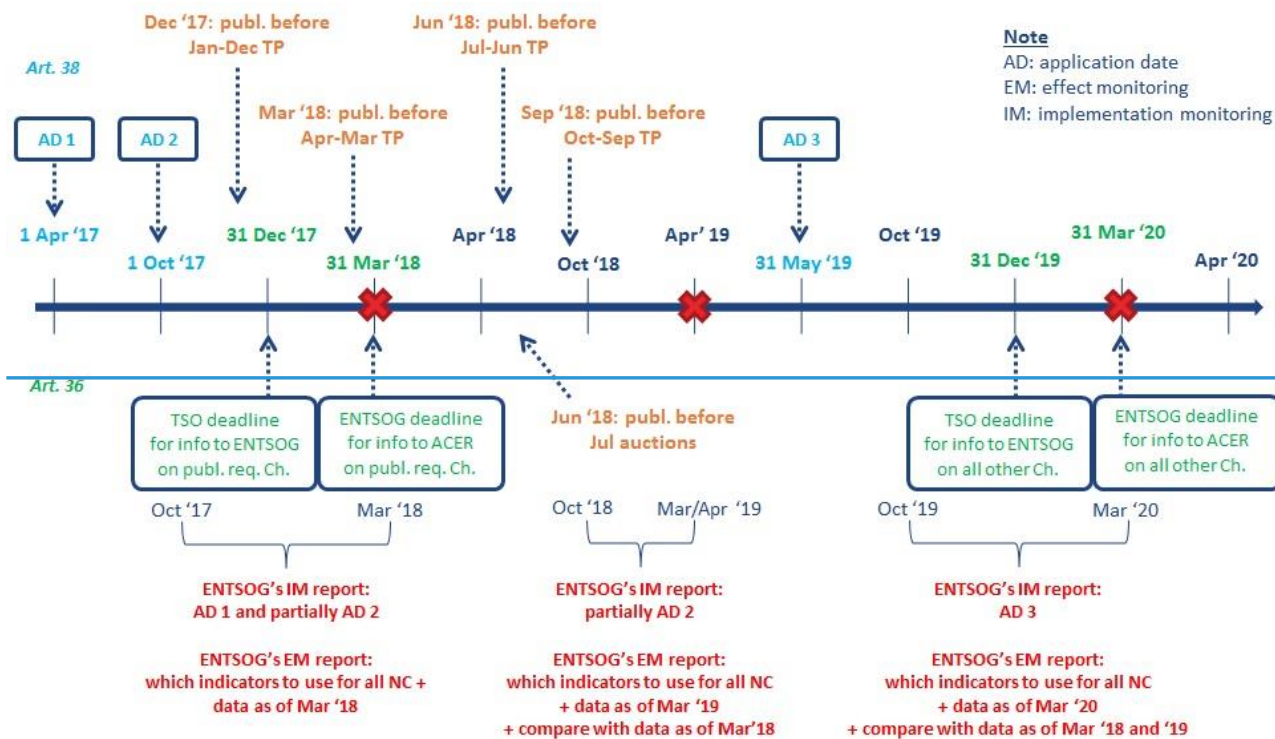 Dec ‘17: publ. before
Jan-Dec TP
Jun ‘18: publ. before
Jul-Jun TP
Note
AD: application date
EM: effect monitoring
IM: implementation monitoring
Art. 38
Mar ‘18: publ. before
Apr-Mar TP
Sep ‘18: publ. before
Oct-Sep TP
AD 1
AD 2
AD 3
1 Apr ‘17
31 Dec ‘17
Apr ‘18
Apr’ 19
Oct ‘19
31 Mar ‘20
1 Oct ‘17
31 Mar ‘18
Oct ‘18
31 May ‘19
31 Dec ‘19
Apr ‘20
Art. 36
TSO deadline
for info to ENTSOG
on publ. req. Ch.
ENTSOG deadline
for info to ACER
on publ. req. Ch.
Jun ‘18: publ. before
Jul auctions
TSO deadline
for info to ENTSOG
on all other Ch.
ENTSOG deadline
for info to ACER
on all other Ch.
Oct ‘17
Mar ‘18
Oct ‘18
Mar/Apr ‘19
Oct ‘19
Mar ‘20
ENTSOG’s IM report:
AD 1 and partially AD 2
ENTSOG’s IM report:
partially AD 2
ENTSOG’s IM report:
AD 3
ENTSOG’s EM report:
which indicators to use for all NC +
data as of Mar ‘18
ENTSOG’s EM report:
which indicators to use for all NC
+ data as of Mar ‘19
+ compare with data as of Mar’18
ENTSOG’s EM report:
which indicators to use for all NC
+ data as of Mar ‘20
+ compare with data as of Mar ‘18 and ‘19